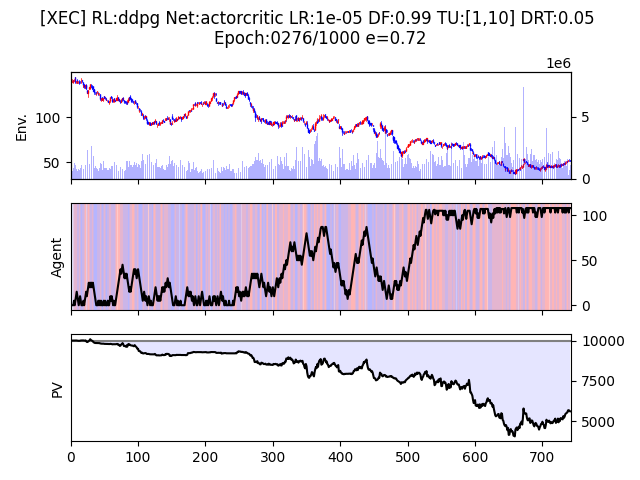 [XEC] RL:ddpg Net:actorcritic LR:1e-05 DF:0.99 TU:[1,10] DRT:0.05
Epoch:0276/1000 e=0.72
1e6
Env.
100
50
5
0
Agent
100
50
0
PV
10000
7500
5000
0 100 200 300 400 500 600 700